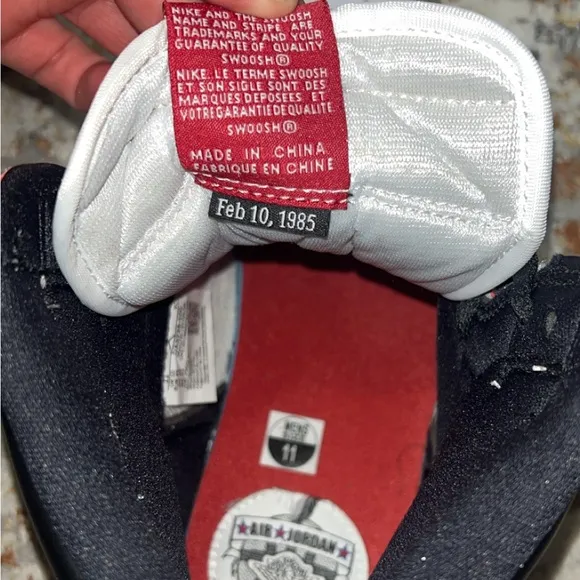 NIKE AND THE SWOOSH
NAME AND STRIPE ARE
TRADEMARKS AND YOUR
GUARANTEE OF QUALITY
SWOOSH®
NIKE. LE TERME SWOOSH
ET SON SIGLE SONT DES
MARQUES DEPOSEES ET
VOTREGARANTIEDEQUALITE
SWOOSH®
MADE IN CHINA
FABRIQUE EN CHINE
Feb 10, 1985
MENS
11
AIR ★ JORDAN